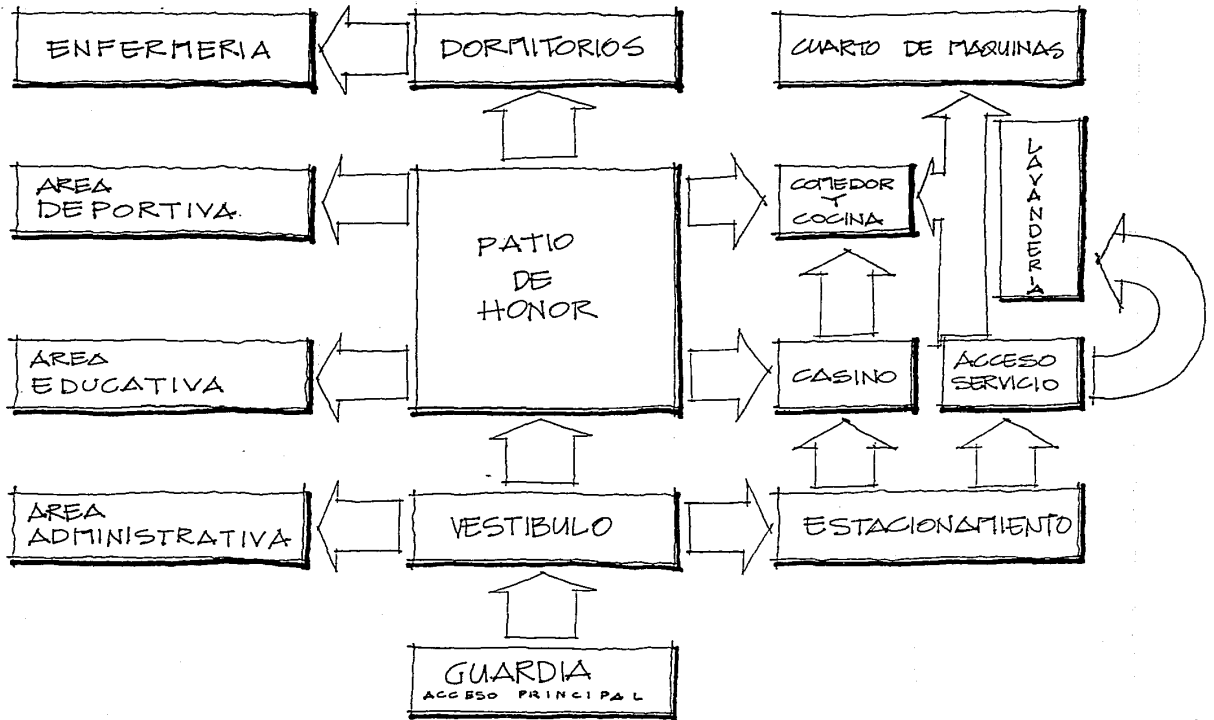 ENFERMERIA
DORMITORIOS
CUARTO DE MAQUINAS
AREA
DEPORTIVA.
PATIO
DE
HONOR
COMEDOR
Y
COCINA
LAVANDERIA
AREA
EDUCATIVA
CASINO
ACCESO
SERVICIO
AREA
ADMINISTRATIVA
VESTIBULO
ESTACIONAMIENTO
GUARDIA
ACCESO PRINCIPAL